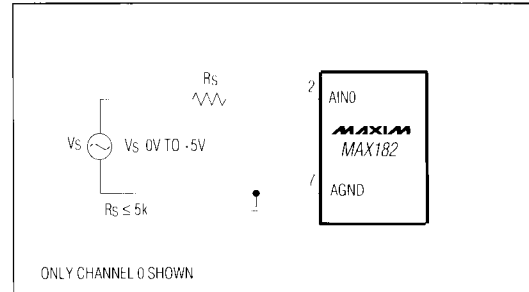 Rs
2
AIN0
MAXIM
MAX182
Vs
Vs 0V TO -5V
7
AGND
Rs ≤ 5k
ONLY CHANNEL 0 SHOWN